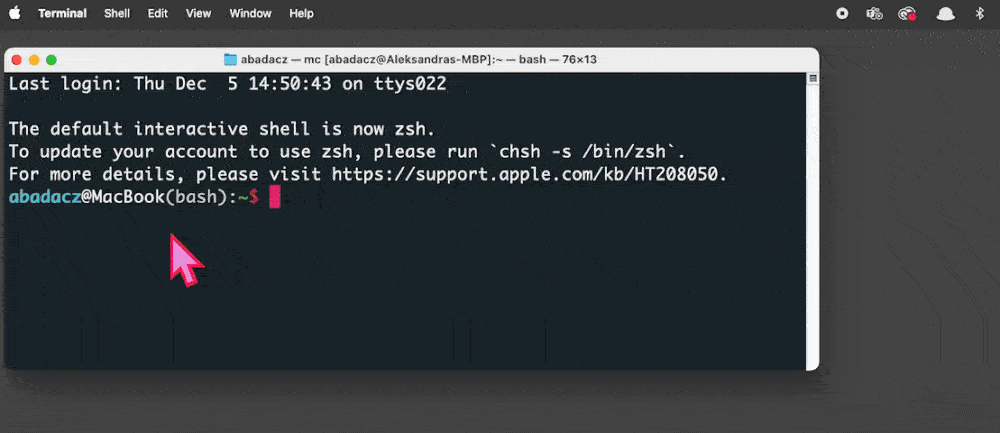 Terminal Shell Edit View Window Help
abadacz — mc [abadacz@Aleksandras-MBP]:~ — bash — 76×13
Last login: Thu Dec  5 14:50:43 on ttys022
The default interactive shell is now zsh.
To update your account to use zsh, please run `chsh -s /bin/zsh`.
For more details, please visit https://support.apple.com/kb/HT208050.
abadacz@MacBook(bash):~$